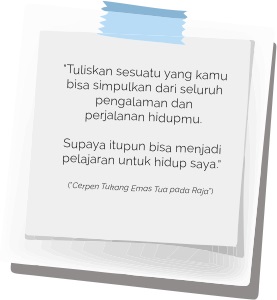 "Tuliskan sesuatu yang kamu
bisa simpulkan dari seluruh
pengalaman dan
perjalanan hidupmu.
Supaya itupun bisa menjadi
pelajaran untuk hidup saya."
("Cerpen Tukang Emas Tua pada Raja")